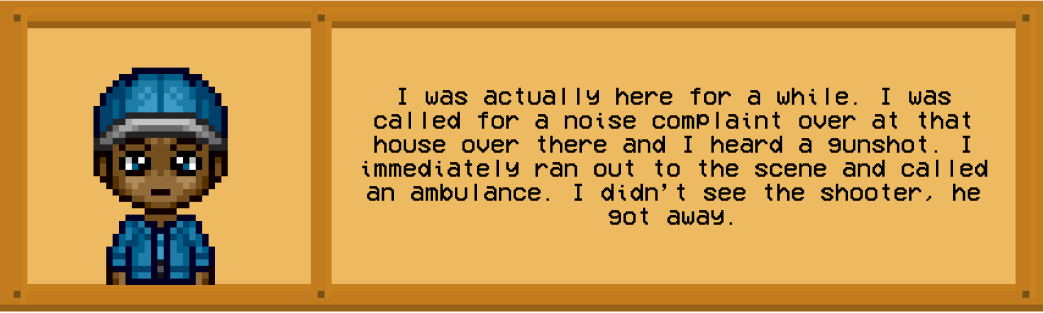 I was actually here for a while. I was
called for a noise complaint over at that
house over there and I heard a gunshot. I
immediately ran out to the scene and called
an ambulance. I didn't see the shooter, he
got away.